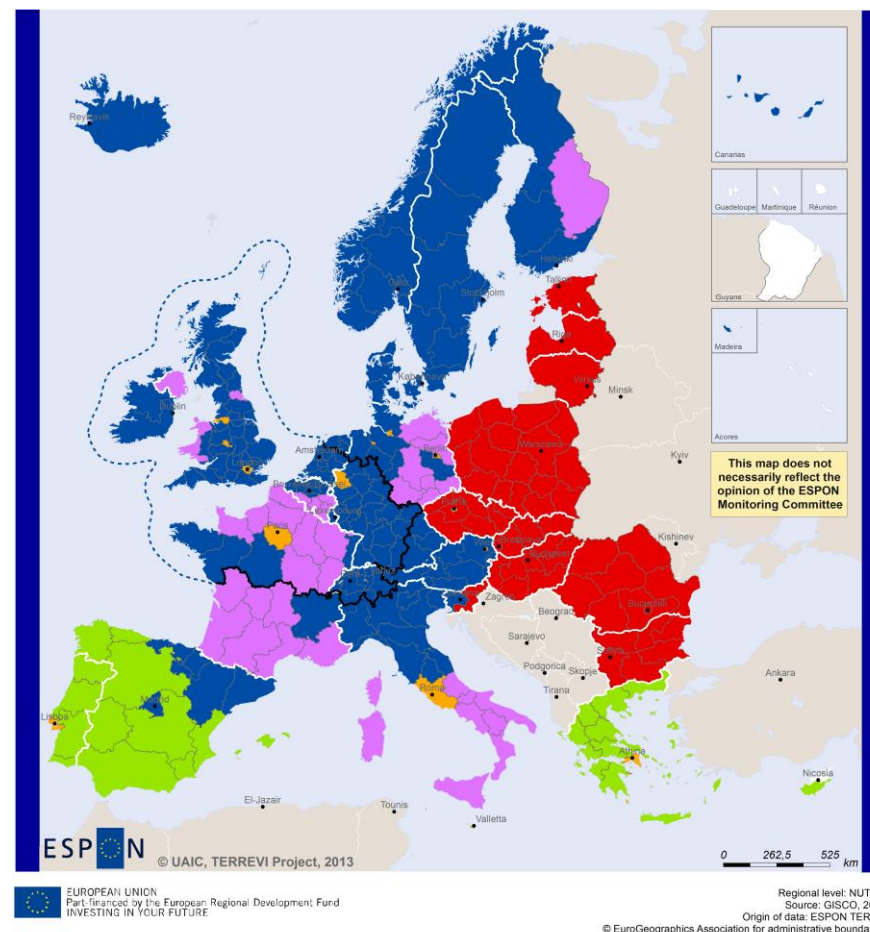 Reykjavik
Canarias
Guadeloupe
Martinique
Réunion
Guyane
Madeira
Acores
Helsinki
Tallinn
Oslo
Stockholm
Riga
København
Vilnius
Minsk
Dublin
Berlin
Warszawa
Amsterdam
London
Kyiv
This map does not
necessarily reflect the
opinion of the ESPON
Monitoring Committee
Praha
Paris
Kishinev
Bratislava
Budapest
Vaduz
Zagreb
Beograd
Bucuresti
Sarajevo
Sofiya
Podgorica
Skopje
Ankara
Tirana
Roma
Madrid
Lisboa
Athina
Nicosia
El-Jazair
Tounis
Valletta
ESPON
© UAIC, TERREVI Project, 2013
0 262,5 525
km
EUROPEAN UNION
Part-financed by the European Regional Development Fund
INVESTING IN YOUR FUTURE
Regional level: NUT
Source: GISCO, 20
Origin of data: ESPON TER
© EuroGeographics Association for administrative bounda